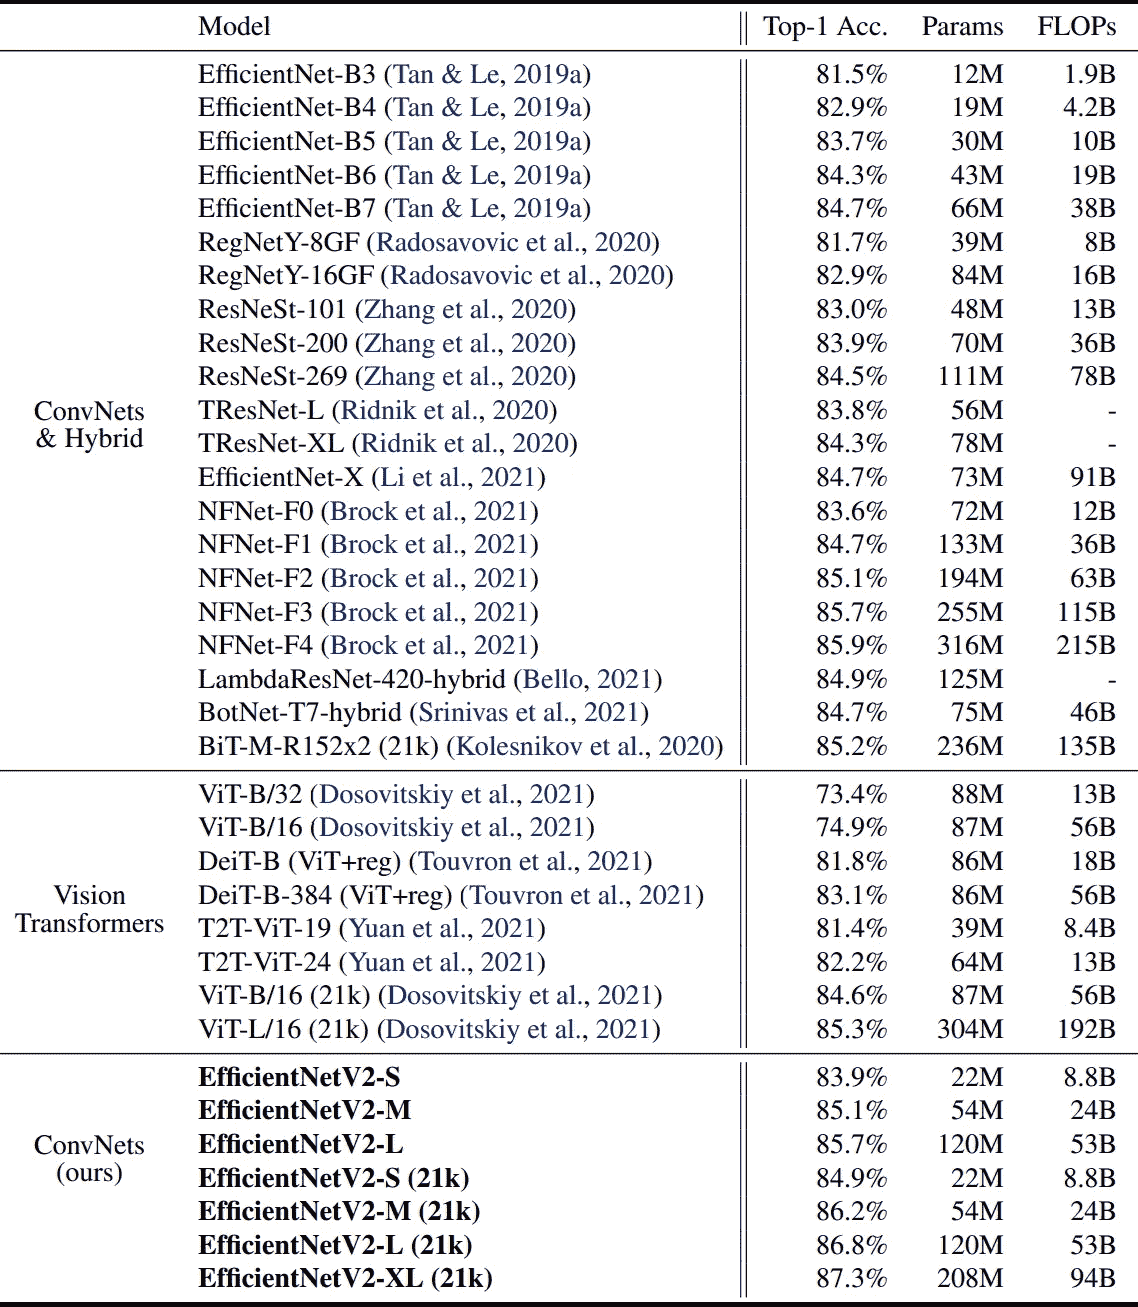 Model Top-1 Acc. Params FLOPs
ConvNets & Hybrid
EfficientNet-B3 (Tan & Le, 2019a) 81.5% 12M 1.9B
EfficientNet-B4 (Tan & Le, 2019a) 82.9% 19M 4.2B
EfficientNet-B5 (Tan & Le, 2019a) 83.7% 30M 10B
EfficientNet-B6 (Tan & Le, 2019a) 84.3% 43M 19B
EfficientNet-B7 (Tan & Le, 2019a) 84.7% 66M 38B
RegNetY-8GF (Radosavovic et al., 2020) 81.7% 39M 8B
RegNetY-16GF (Radosavovic et al., 2020) 82.9% 84M 16B
ResNeSt-101 (Zhang et al., 2020) 83.0% 48M 13B
ResNeSt-200 (Zhang et al., 2020) 83.9% 70M 36B
ResNeSt-269 (Zhang et al., 2020) 84.5% 111M 78B
TResNet-L (Ridnik et al., 2020) 83.8% 56M -
TResNet-XL (Ridnik et al., 2020) 84.3% 78M -
EfficientNet-X (Li et al., 2021) 84.7% 73M 91B
NFNet-F0 (Brock et al., 2021) 83.6% 72M 12B
NFNet-F1 (Brock et al., 2021) 84.7% 133M 36B
NFNet-F2 (Brock et al., 2021) 85.1% 194M 63B
NFNet-F3 (Brock et al., 2021) 85.7% 255M 115B
NFNet-F4 (Brock et al., 2021) 85.9% 316M 215B
LambdaResNet-420-hybrid (Bello, 2021) 84.9% 125M -
BotNet-T7-hybrid (Srinivas et al., 2021) 84.7% 75M 46B
BiT-M-R152x2 (21k) (Kolesnikov et al., 2020) 85.2% 236M 135B
Vision Transformers
ViT-B/32 (Dosovitskiy et al., 2021) 73.4% 88M 13B
ViT-B/16 (Dosovitskiy et al., 2021) 74.9% 87M 56B
DeiT-B (ViT+reg) (Touvron et al., 2021) 81.8% 86M 18B
DeiT-B-384 (ViT+reg) (Touvron et al., 2021) 83.1% 86M 56B
T2T-ViT-19 (Yuan et al., 2021) 81.4% 39M 8.4B
T2T-ViT-24 (Yuan et al., 2021) 82.2% 64M 13B
ViT-B/16 (21k) (Dosovitskiy et al., 2021) 84.6% 87M 56B
ViT-L/16 (21k) (Dosovitskiy et al., 2021) 85.3% 304M 192B
ConvNets (ours)
EfficientNetV2-S 83.9% 22M 8.8B
EfficientNetV2-M 85.1% 54M 24B
EfficientNetV2-L 85.7% 120M 53B
EfficientNetV2-S (21k) 84.9% 22M 8.8B
EfficientNetV2-M (21k) 86.2% 54M 24B
EfficientNetV2-L (21k) 86.8% 120M 53B
EfficientNetV2-XL (21k) 87.3% 208M 94B